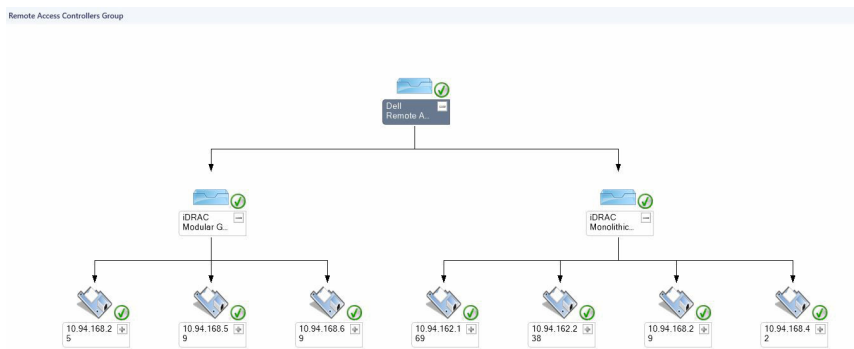 Remote Access Controllers Group
Dell
Remote A..
iDRAC
Modular G..
iDRAC
Monolithic..
10.94.168.2
5
10.94.168.5
9
10.94.168.6
9
10.94.162.1
69
10.94.162.2
38
10.94.168.2
9
10.94.168.4
2